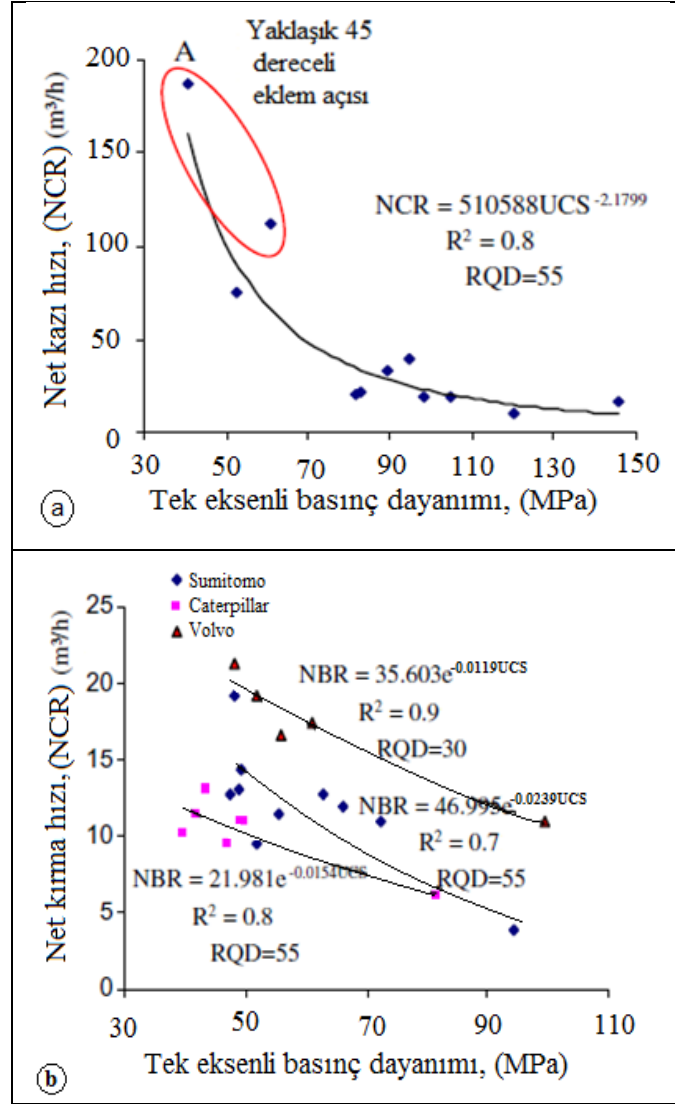 A
Yaklaşık 45
dereceli
eklem açısı
Net kazı hızı, (NCR) (m³/h)
200
150
100
50
0
NCR = 510588UCS^-2.1799
R² = 0.8
RQD=55
30 50 70 90 110 130 150
Tek eksenli basınç dayanımı, (MPa)
a
Sumitomo
Caterpillar
Volvo
Net kırma hızı, (NCR) (m³/h)
25
20
15
10
5
0
NBR = 35.603e^-0.0119UCS
R² = 0.9
RQD=30
NBR = 46.995e^-0.0239UCS
R² = 0.7
RQD=55
NBR = 21.981e^-0.0154UCS
R² = 0.8
RQD=55
30 50 70 90 110
Tek eksenli basınç dayanımı, (MPa)
b